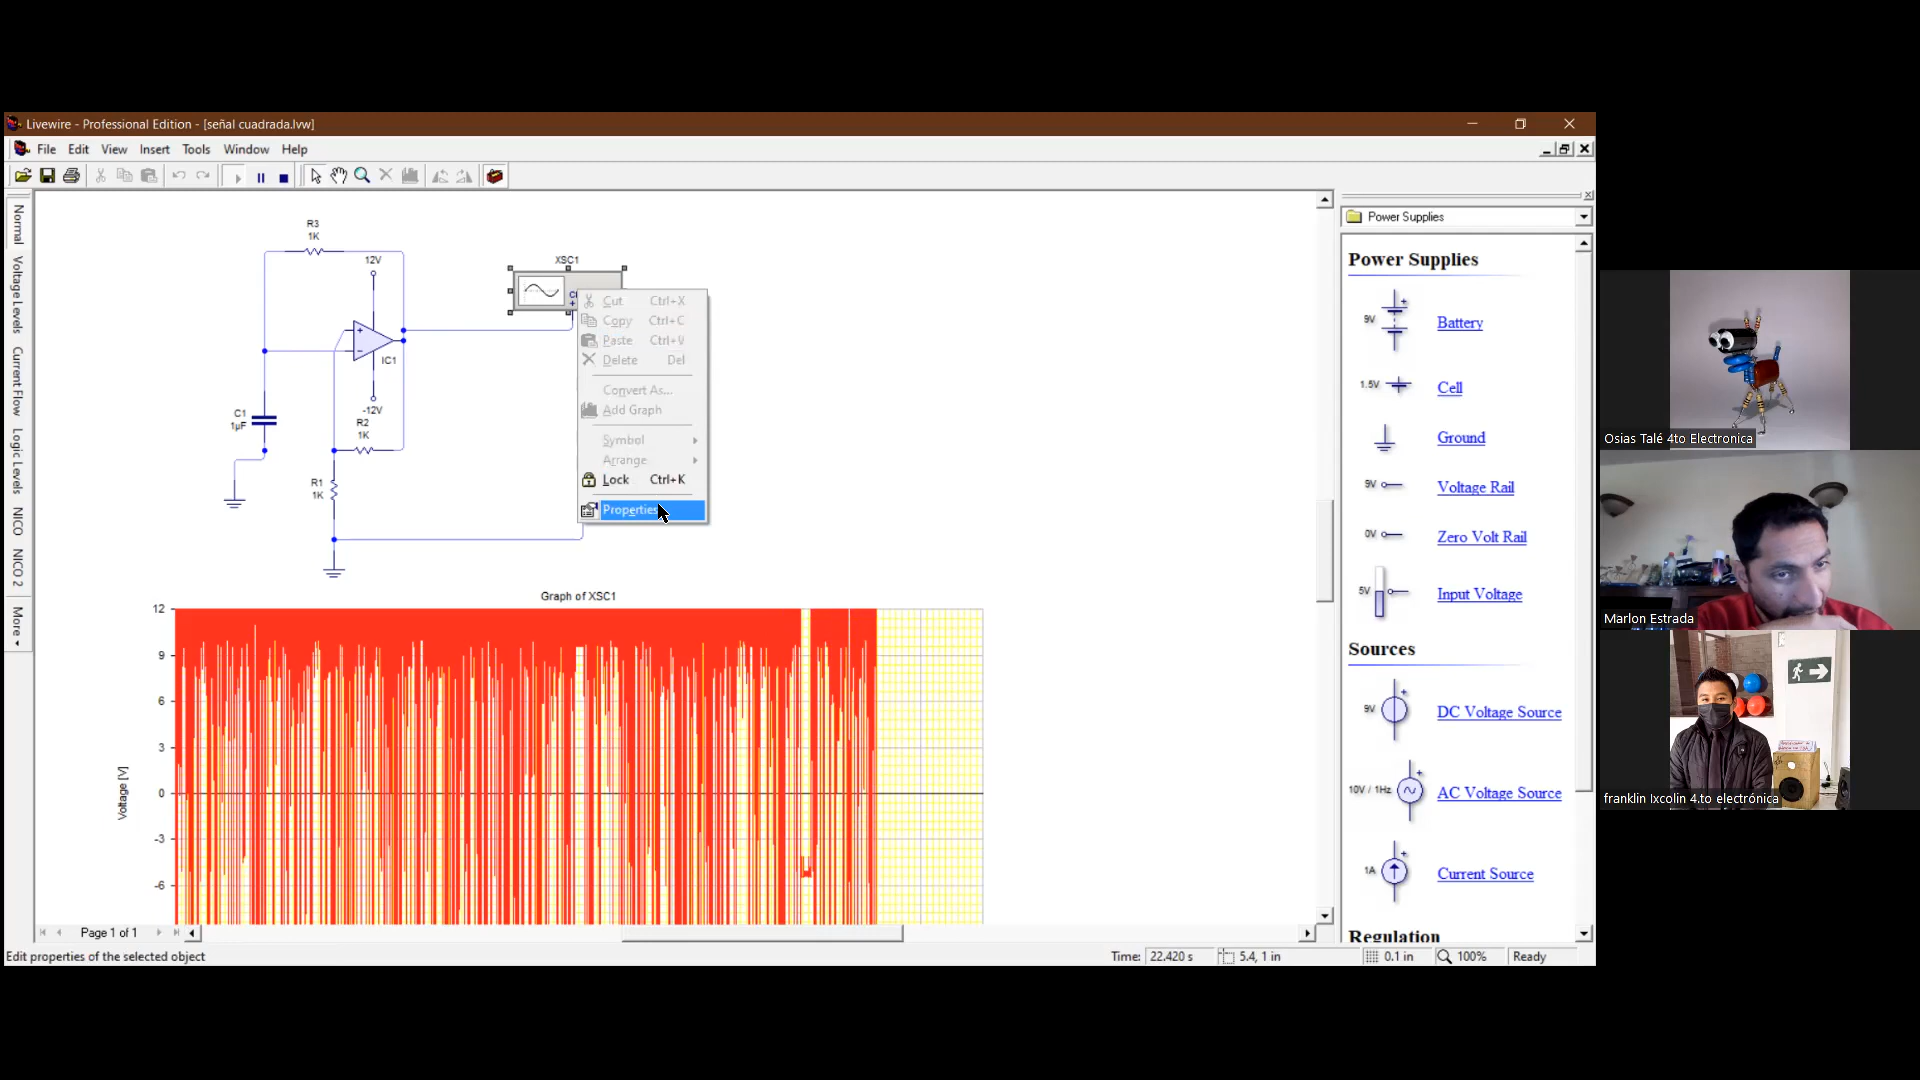 Livewire - Professional Edition - [señal cuadrada.lvw]
File Edit View Insert Tools Window Help
Normal
Voltage Levels
Current Flow
Logic Levels
NICO
NICO 2
More
R3
1K
12V
IC1
-12V
R2
1K
C1
1µF
R1
1K
XSC1
Cut Ctrl+X
Copy Ctrl+C
Paste Ctrl+V
Delete Del
Convert As...
Add Graph
Symbol
Arrange
Lock Ctrl+K
Properties
Graph of XSC1
Voltage [V]
12
9
6
3
0
-3
-6
Page 1 of 1
Power Supplies
Power Supplies
9V Battery
1.5V Cell
Ground
9V Voltage Rail
0V Zero Volt Rail
5V Input Voltage
Sources
9V DC Voltage Source
10V / 1Hz AC Voltage Source
1A Current Source
Regulation
Edit properties of the selected object
Time: 22.420 s 5.4, 1 in 0.1 in 100% Ready
Osias Talé 4to Electronica
Marlon Estrada
franklin Ixcolin 4.to electrónica